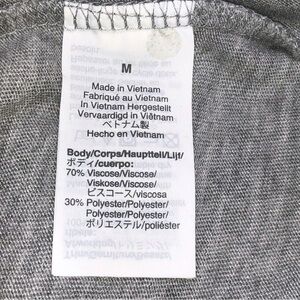 M
Made in Vietnam
Fabriqué au Vietnam
In Vietnam Hergestellt
Vervaardigd in Viëtnam
ベトナム製
Hecho en Vietnam
Body/Corps/Hauptteil/Lijf/
ボディ/cuerpo:
70% Viscose/Viscose/
Viskose/Viscose/
ビスコース/viscosa
30% Polyester/Polyester/
Polyester/Polyester/
ポリエステル/poliéster